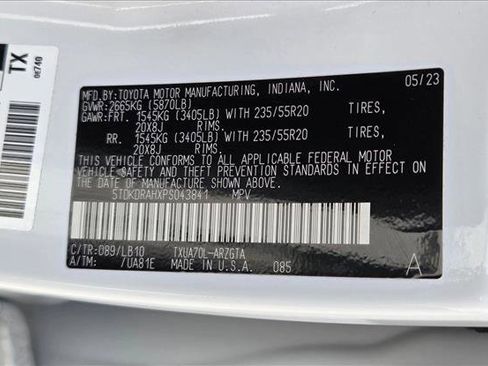 TX
0E740
MFD.BY:TOYOTA MOTOR MANUFACTURING, INDIANA, INC. 05/23
GVWR: 2665KG (5870LB)
GAWR:FRT. 1545KG (3405LB) WITH 235/55R20 TIRES,
20X8J RIMS.
RR. 1545KG (3405LB) WITH 235/55R20 TIRES,
20X8J RIMS.
THIS VEHICLE CONFORMS TO ALL APPLICABLE FEDERAL MOTOR
VEHICLE SAFETY AND THEFT PREVENTION STANDARDS IN EFFECT
ON THE DATE OF MANUFACTURE SHOWN ABOVE.
5TDKDRAHXPS043841 MPV
C/TR:089/LB10 TXUA70L-ARZGTA
A/TM: /UA81E MADE IN U.S.A. 085 A